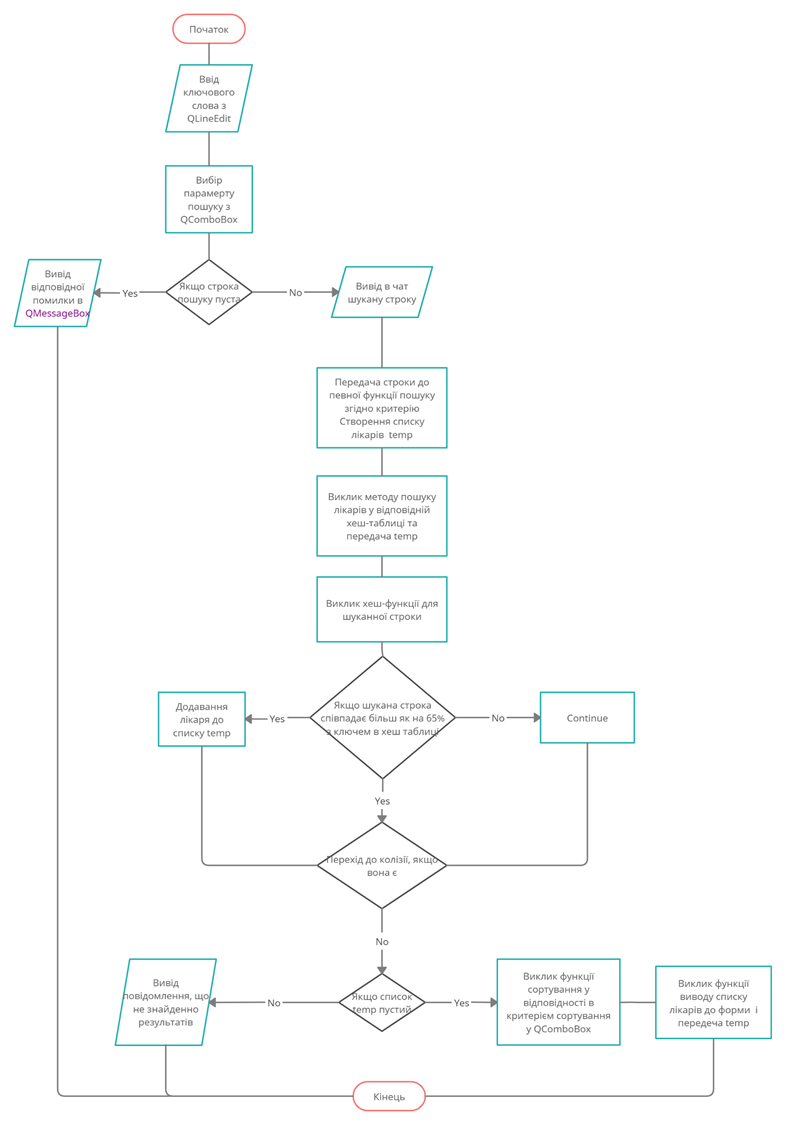 Початок
Ввід
ключового
слова з
QLineEdit
Вибір
парамерту
пошуку з
QComboBox
Якщо строка
пошуку пуста
Yes
No
Вивід
відповідної
помилки в
QMessageBox
Вивід в чат
шукану строку
Передача строки до
певної функції пошуку
згідно критерію
Створення списку
лікарів temp
Виклик методу пошуку
лікарів у відповідній
хеш-таблиці та
передача temp
Виклик хеш-функції для
шуканної строки
Якщо шукана строка
співпадає більш як на 65%
з ключем в хеш таблиці
Yes
No
Додавання
лікаря до
списку temp
Continue
Yes
Перехід до колізії, якщо
вона є
No
Якщо список
temp пустий
No
Yes
Вивід
повідомлення, що
не знайденно
результатів
Виклик функції
сортування у
відповідності в
критерієм сортування
у QComboBox
Виклик функції
виводу списку
лікарів до форми і
передеча temp
Кінець